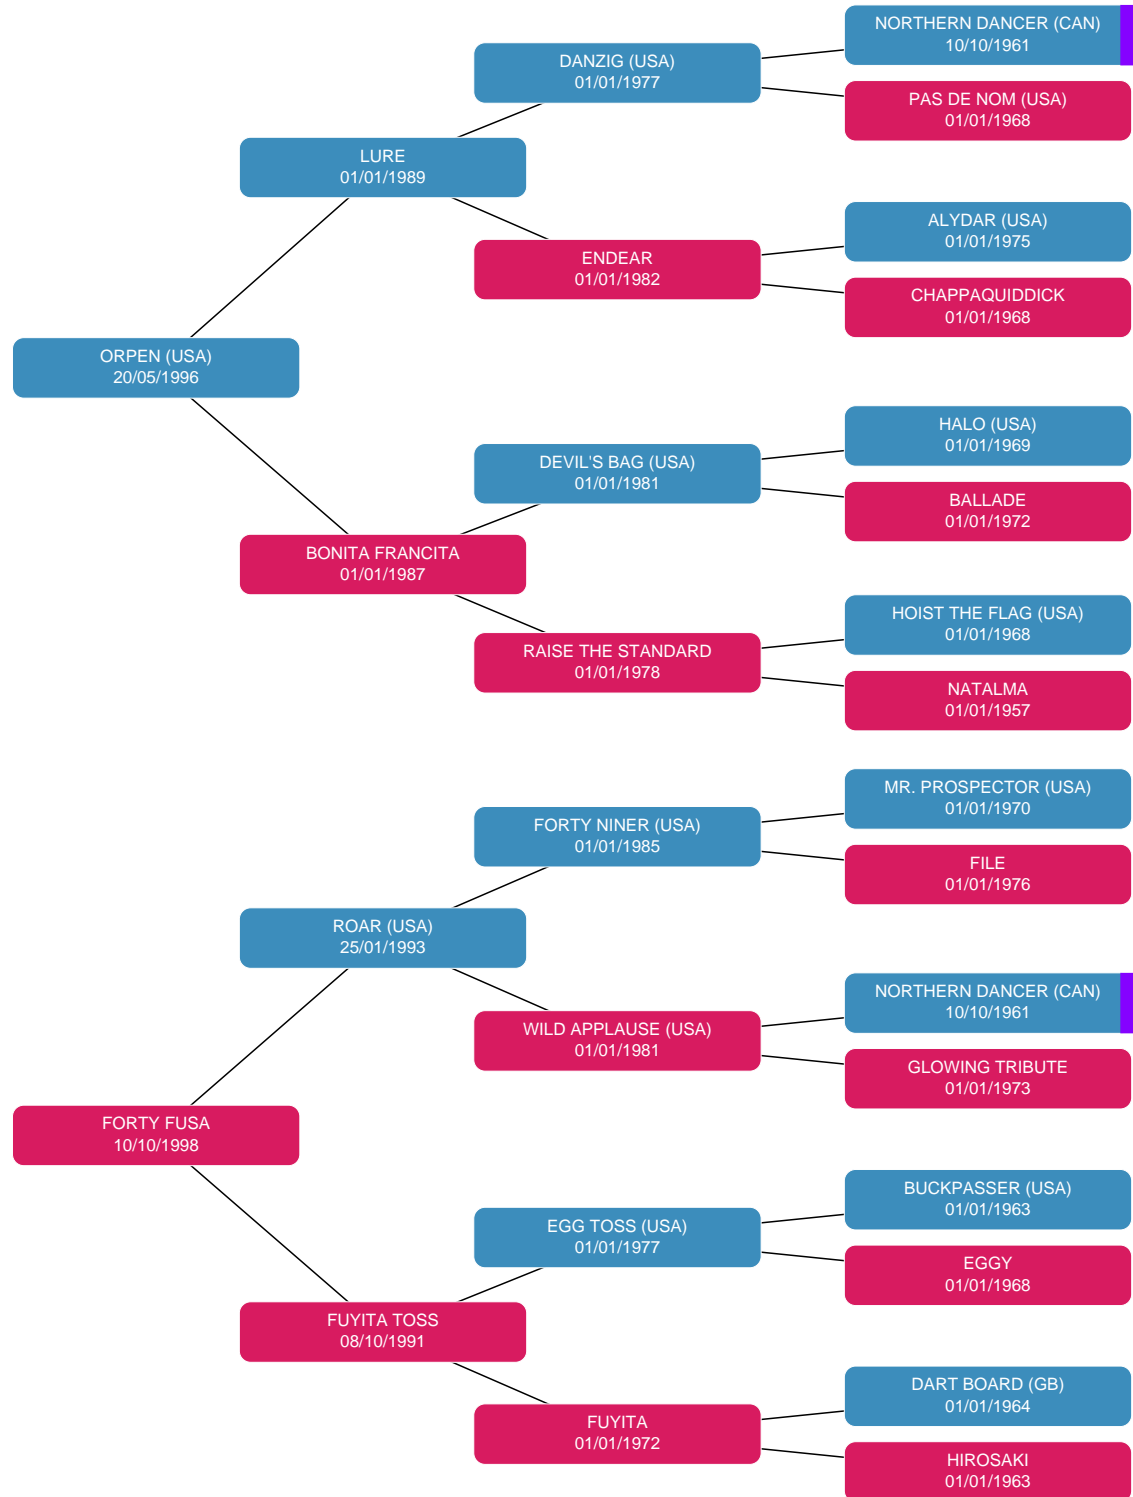 NORTHERN DANCER (CAN)
10/10/1961
DANZIG (USA)
01/01/1977
PAS DE NOM (USA)
01/01/1968
LURE
01/01/1989
ALYDAR (USA)
01/01/1975
ENDEAR
01/01/1982
CHAPPAQUIDDICK
01/01/1968
ORPEN (USA)
20/05/1996
HALO (USA)
01/01/1969
DEVIL'S BAG (USA)
01/01/1981
BALLADE
01/01/1972
BONITA FRANCITA
01/01/1987
HOIST THE FLAG (USA)
01/01/1968
RAISE THE STANDARD
01/01/1978
NATALMA
01/01/1957
MR. PROSPECTOR (USA)
01/01/1970
FORTY NINER (USA)
01/01/1985
FILE
01/01/1976
ROAR (USA)
25/01/1993
NORTHERN DANCER (CAN)
10/10/1961
WILD APPLAUSE (USA)
01/01/1981
GLOWING TRIBUTE
01/01/1973
FORTY FUSA
10/10/1998
BUCKPASSER (USA)
01/01/1963
EGG TOSS (USA)
01/01/1977
EGGY
01/01/1968
FUYITA TOSS
08/10/1991
DART BOARD (GB)
01/01/1964
FUYITA
01/01/1972
HIROSAKI
01/01/1963